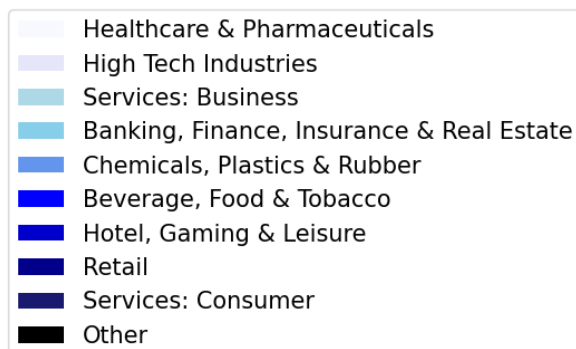 Healthcare & Pharmaceuticals
High Tech Industries
Services: Business
Banking, Finance, Insurance & Real Estate
Chemicals, Plastics & Rubber
Beverage, Food & Tobacco
Hotel, Gaming & Leisure
Retail
Services: Consumer
Other